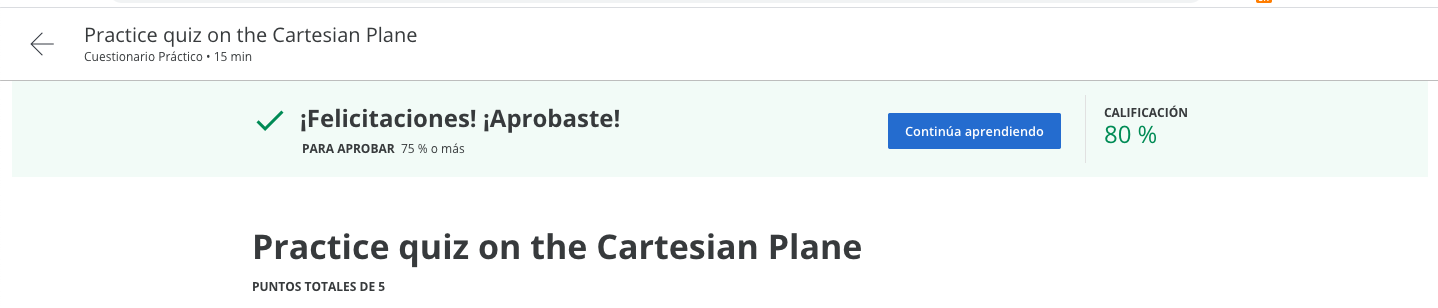 Practice quiz on the Cartesian Plane
Cuestionario Práctico • 15 min
¡Felicitaciones! ¡Aprobaste!
PARA APROBAR 75 % o más
Continúa aprendiendo
CALIFICACIÓN
80 %
Practice quiz on the Cartesian Plane
PUNTOS TOTALES DE 5